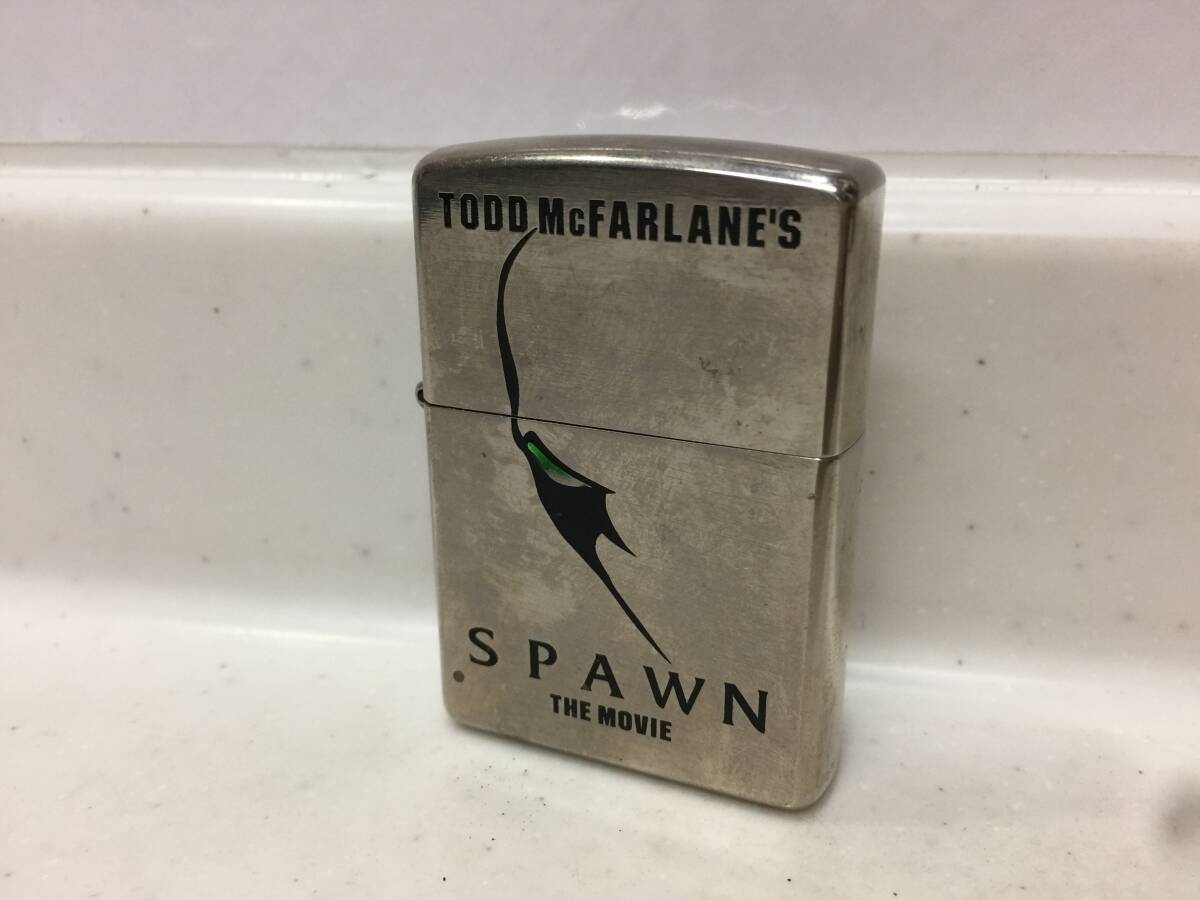 TODD McFARLANE'S
SPAWN
THE MOVIE